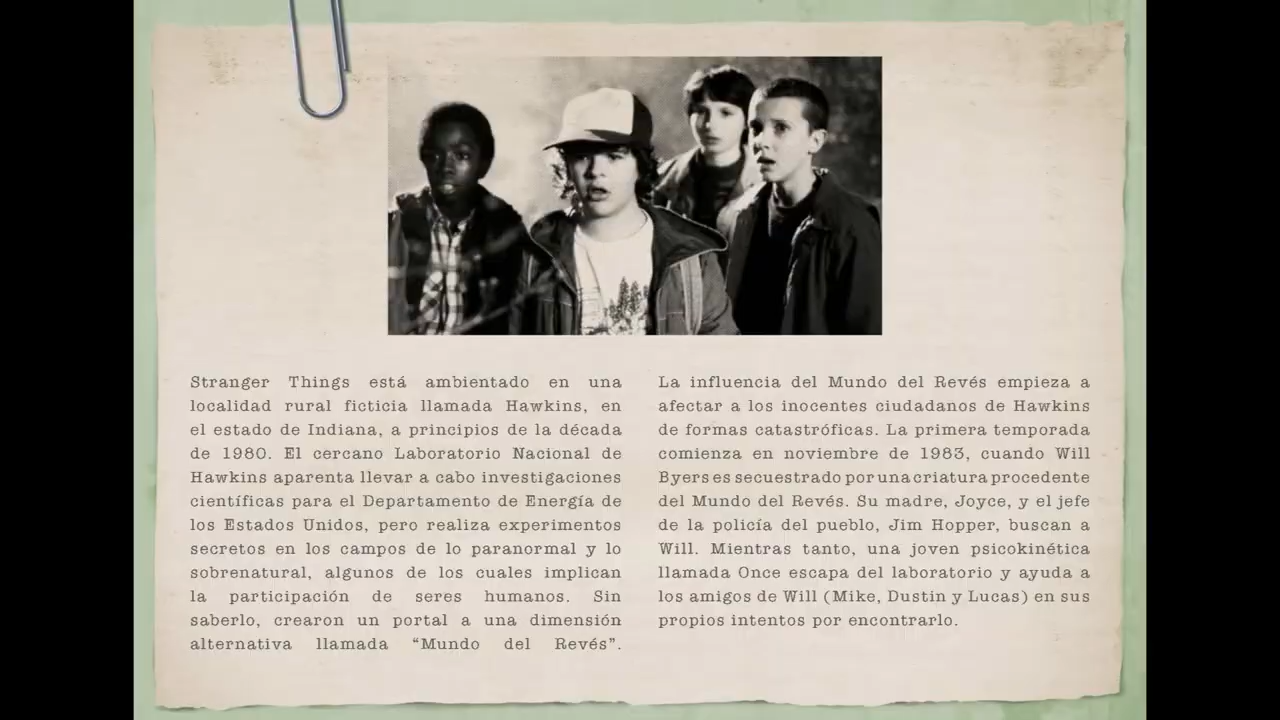 Stranger Things está ambientado en una
localidad rural ficticia llamada Hawkins, en
el estado de Indiana, a principios de la década
de 1980. El cercano Laboratorio Nacional de
Hawkins aparenta llevar a cabo investigaciones
científicas para el Departamento de Energía de
los Estados Unidos, pero realiza experimentos
secretos en los campos de lo paranormal y lo
sobrenatural, algunos de los cuales implican
la participación de seres humanos. Sin
saberlo, crearon un portal a una dimensión
alternativa llamada “Mundo del Revés”.
La influencia del Mundo del Revés empieza a
afectar a los inocentes ciudadanos de Hawkins
de formas catastróficas. La primera temporada
comienza en noviembre de 1983, cuando Will
Byers es secuestrado por una criatura procedente
del Mundo del Revés. Su madre, Joyce, y el jefe
de la policía del pueblo, Jim Hopper, buscan a
Will. Mientras tanto, una joven psicokinética
llamada Once escapa del laboratorio y ayuda a
los amigos de Will (Mike, Dustin y Lucas) en sus
propios intentos por encontrarlo.